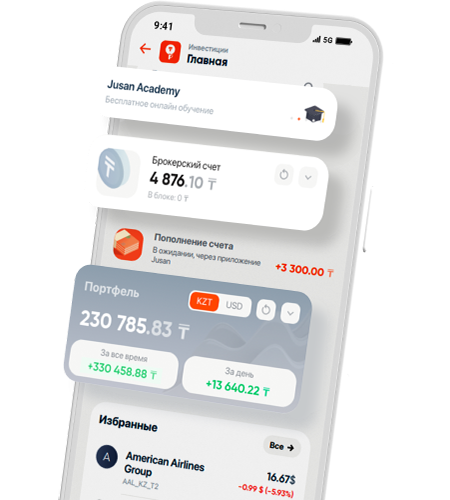 9:41
5G
Инвестиции
Главная
Jusan Academy
Бесплатное онлайн обучение
Брокерский счет
4 876.10 ₸
В блоке: 0 ₸
Пополнение счета
В ожидании, через приложение
Jusan
+3 300.00 ₸
Портфель
KZT
USD
230 785.83 ₸
За все время
+330 458.88 ₸
За день
+13 640.22 ₸
Избранные
Все →
American Airlines
Group
AAL_KZ_T2
16.67$
-0.99 $ (-5.93%)